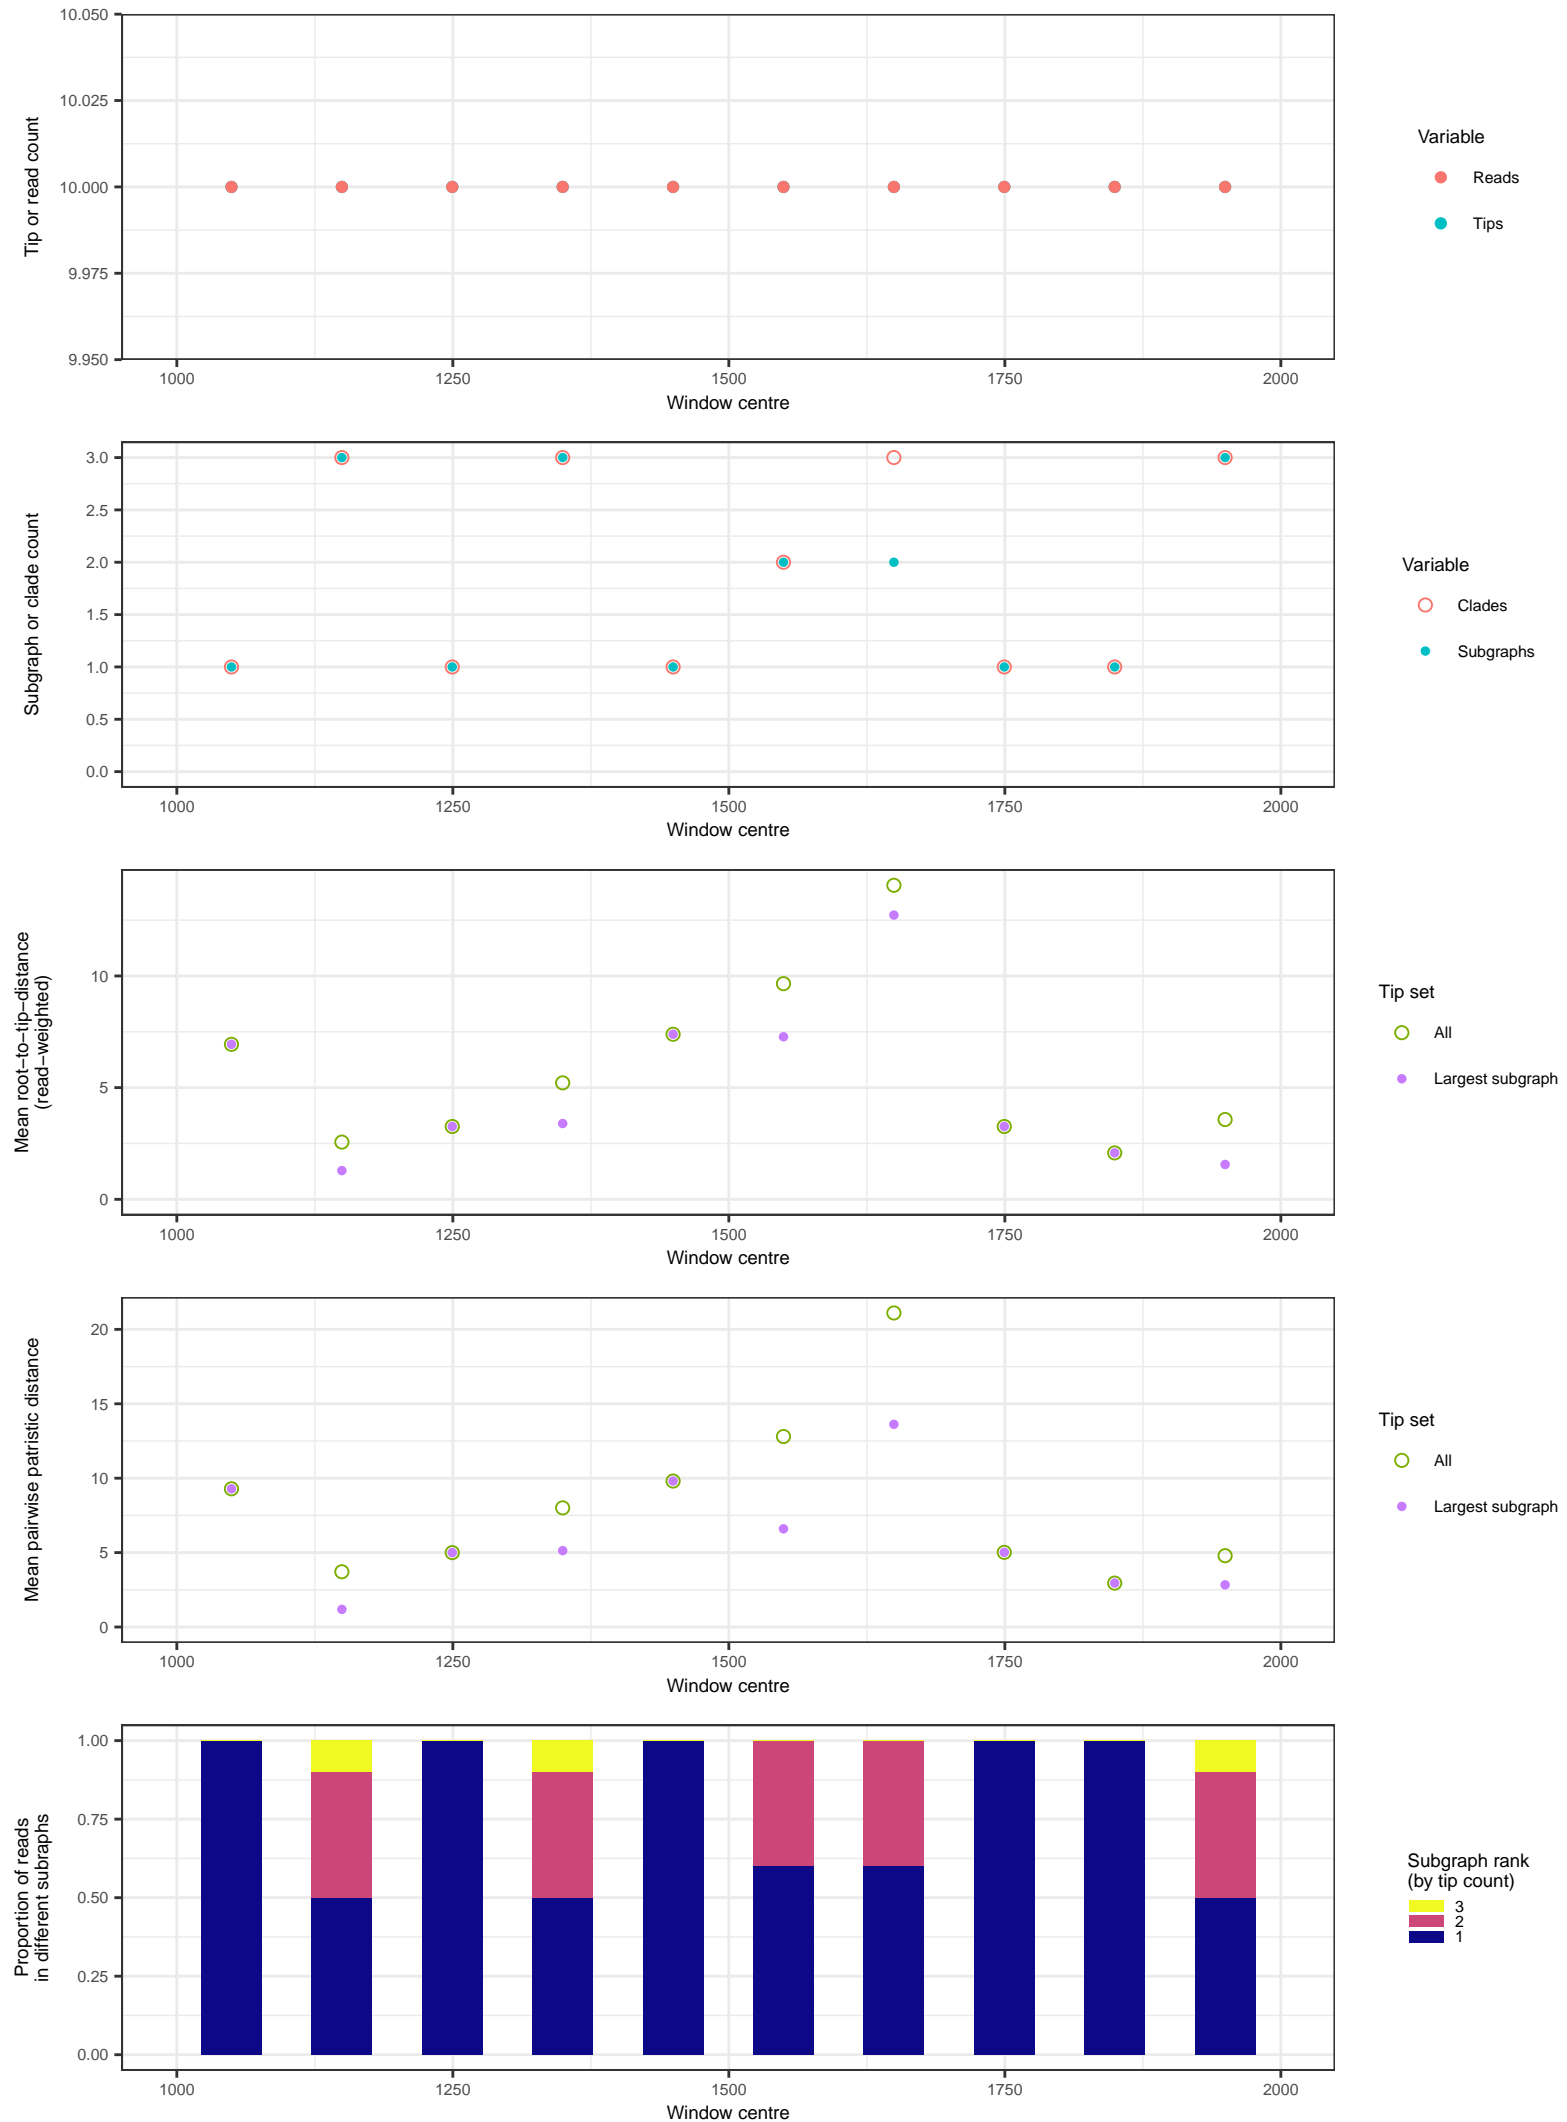 10.050
10.025
10.000
9.975
9.950
Tip or read count
1000 1250 1500 1750 2000
Window centre
Variable
Reads
Tips
3.0
2.5
2.0
1.5
1.0
0.5
0.0
Subgraph or clade count
1000 1250 1500 1750 2000
Window centre
Variable
Clades
Subgraphs
10
5
0
Mean root−to−tip−distance
(read−weighted)
1000 1250 1500 1750 2000
Window centre
Tip set
All
Largest subgraph
20
15
10
5
0
Mean pairwise patristic distance
1000 1250 1500 1750 2000
Window centre
Tip set
All
Largest subgraph
1.00
0.75
0.50
0.25
0.00
Proportion of reads
in different subraphs
1000 1250 1500 1750 2000
Window centre
Subgraph rank
(by tip count)
3
2
1